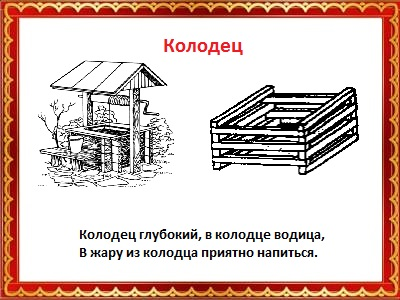 Колодец
Колодец глубокий, в колодце водица,
В жару из колодца приятно напиться.